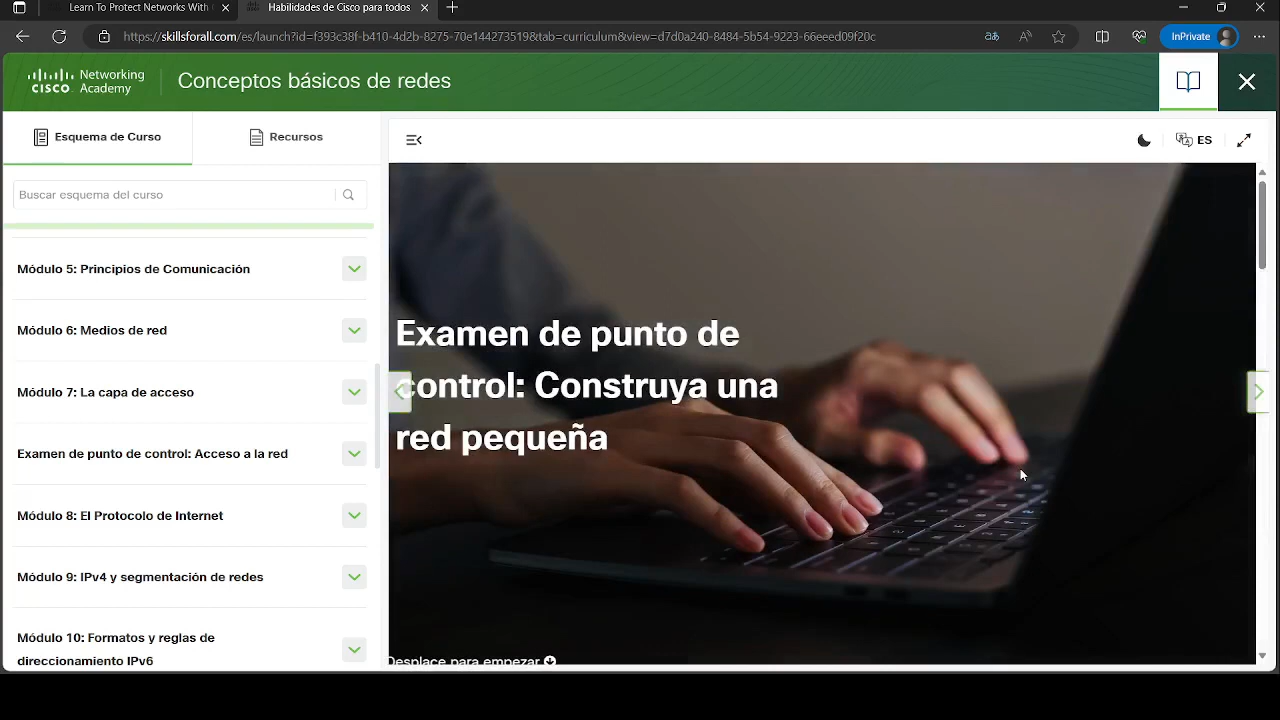 Learn To Protect Networks With
Habilidades de Cisco para todos
https://skillsforall.com/es/launch?id=f393c38f-b410-4d2b-8275-70e144273519&tab=curriculum&view=d7d0a240-8484-5b54-9223-66eeed09f20c
InPrivate
CISCO Networking Academy
Conceptos básicos de redes
Esquema de Curso
Recursos
ES
Buscar esquema del curso
Módulo 5: Principios de Comunicación
Módulo 6: Medios de red
Módulo 7: La capa de acceso
Examen de punto de control: Acceso a la red
Módulo 8: El Protocolo de Internet
Módulo 9: IPv4 y segmentación de redes
Módulo 10: Formatos y reglas de
direccionamiento IPv6
Examen de punto de
control: Construya una
red pequeña
Desplace para empezar